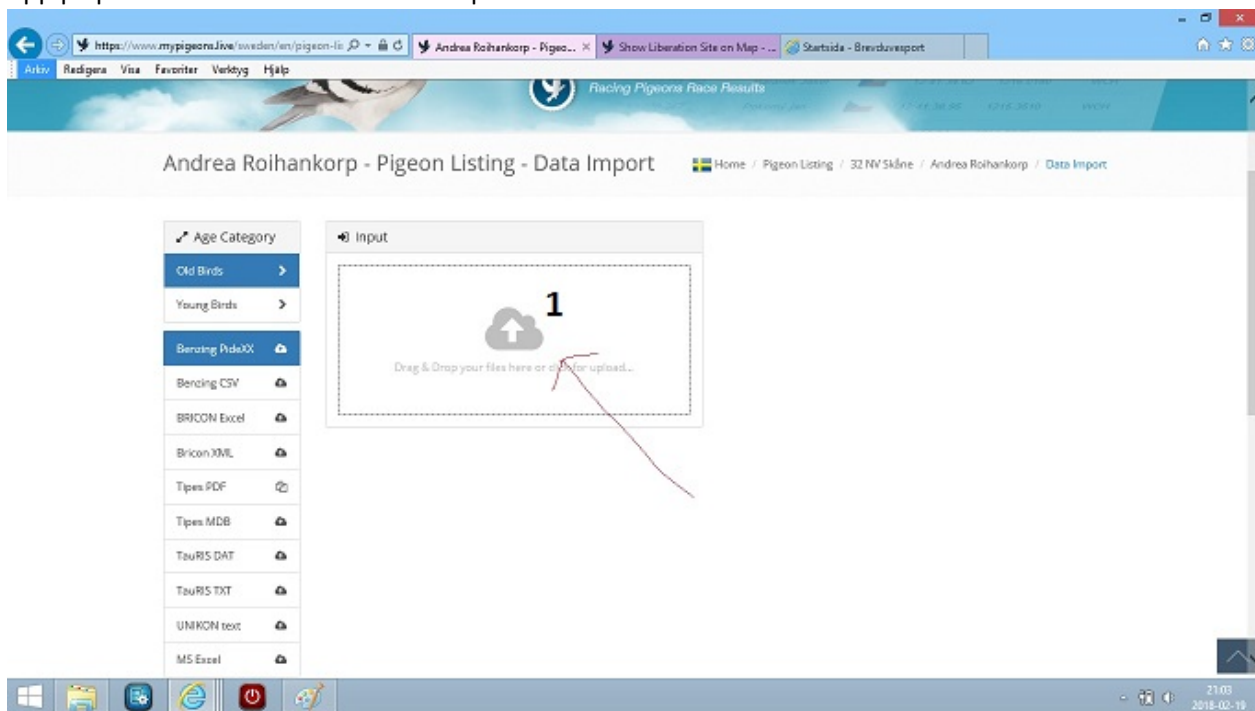 https://www.mypigeons.live/sweden/en/pigeon-lis
Andrea Roihankorp - Pigeo...
Show Liberation Site on Map - ...
Startsida - Brevduvesport
Arkiv Redigera Visa Favoriter Verktyg Hjälp
Racing Pigeons Race Results
Andrea Roihankorp - Pigeon Listing - Data Import
Home / Pigeon Listing / 32 NV Skåne / Andrea Roihankorp / Data Import
Age Category
Input
Old Birds
Young Birds
1
Drag & Drop your files here or click for upload...
Benzing PideXX
Benzing CSV
BRICON Excel
Bricon XML
Tipes PDF
Tipes MDB
TauRIS DAT
TauRIS TXT
UNIKON text
MS Excel
21:03
2018-02-19